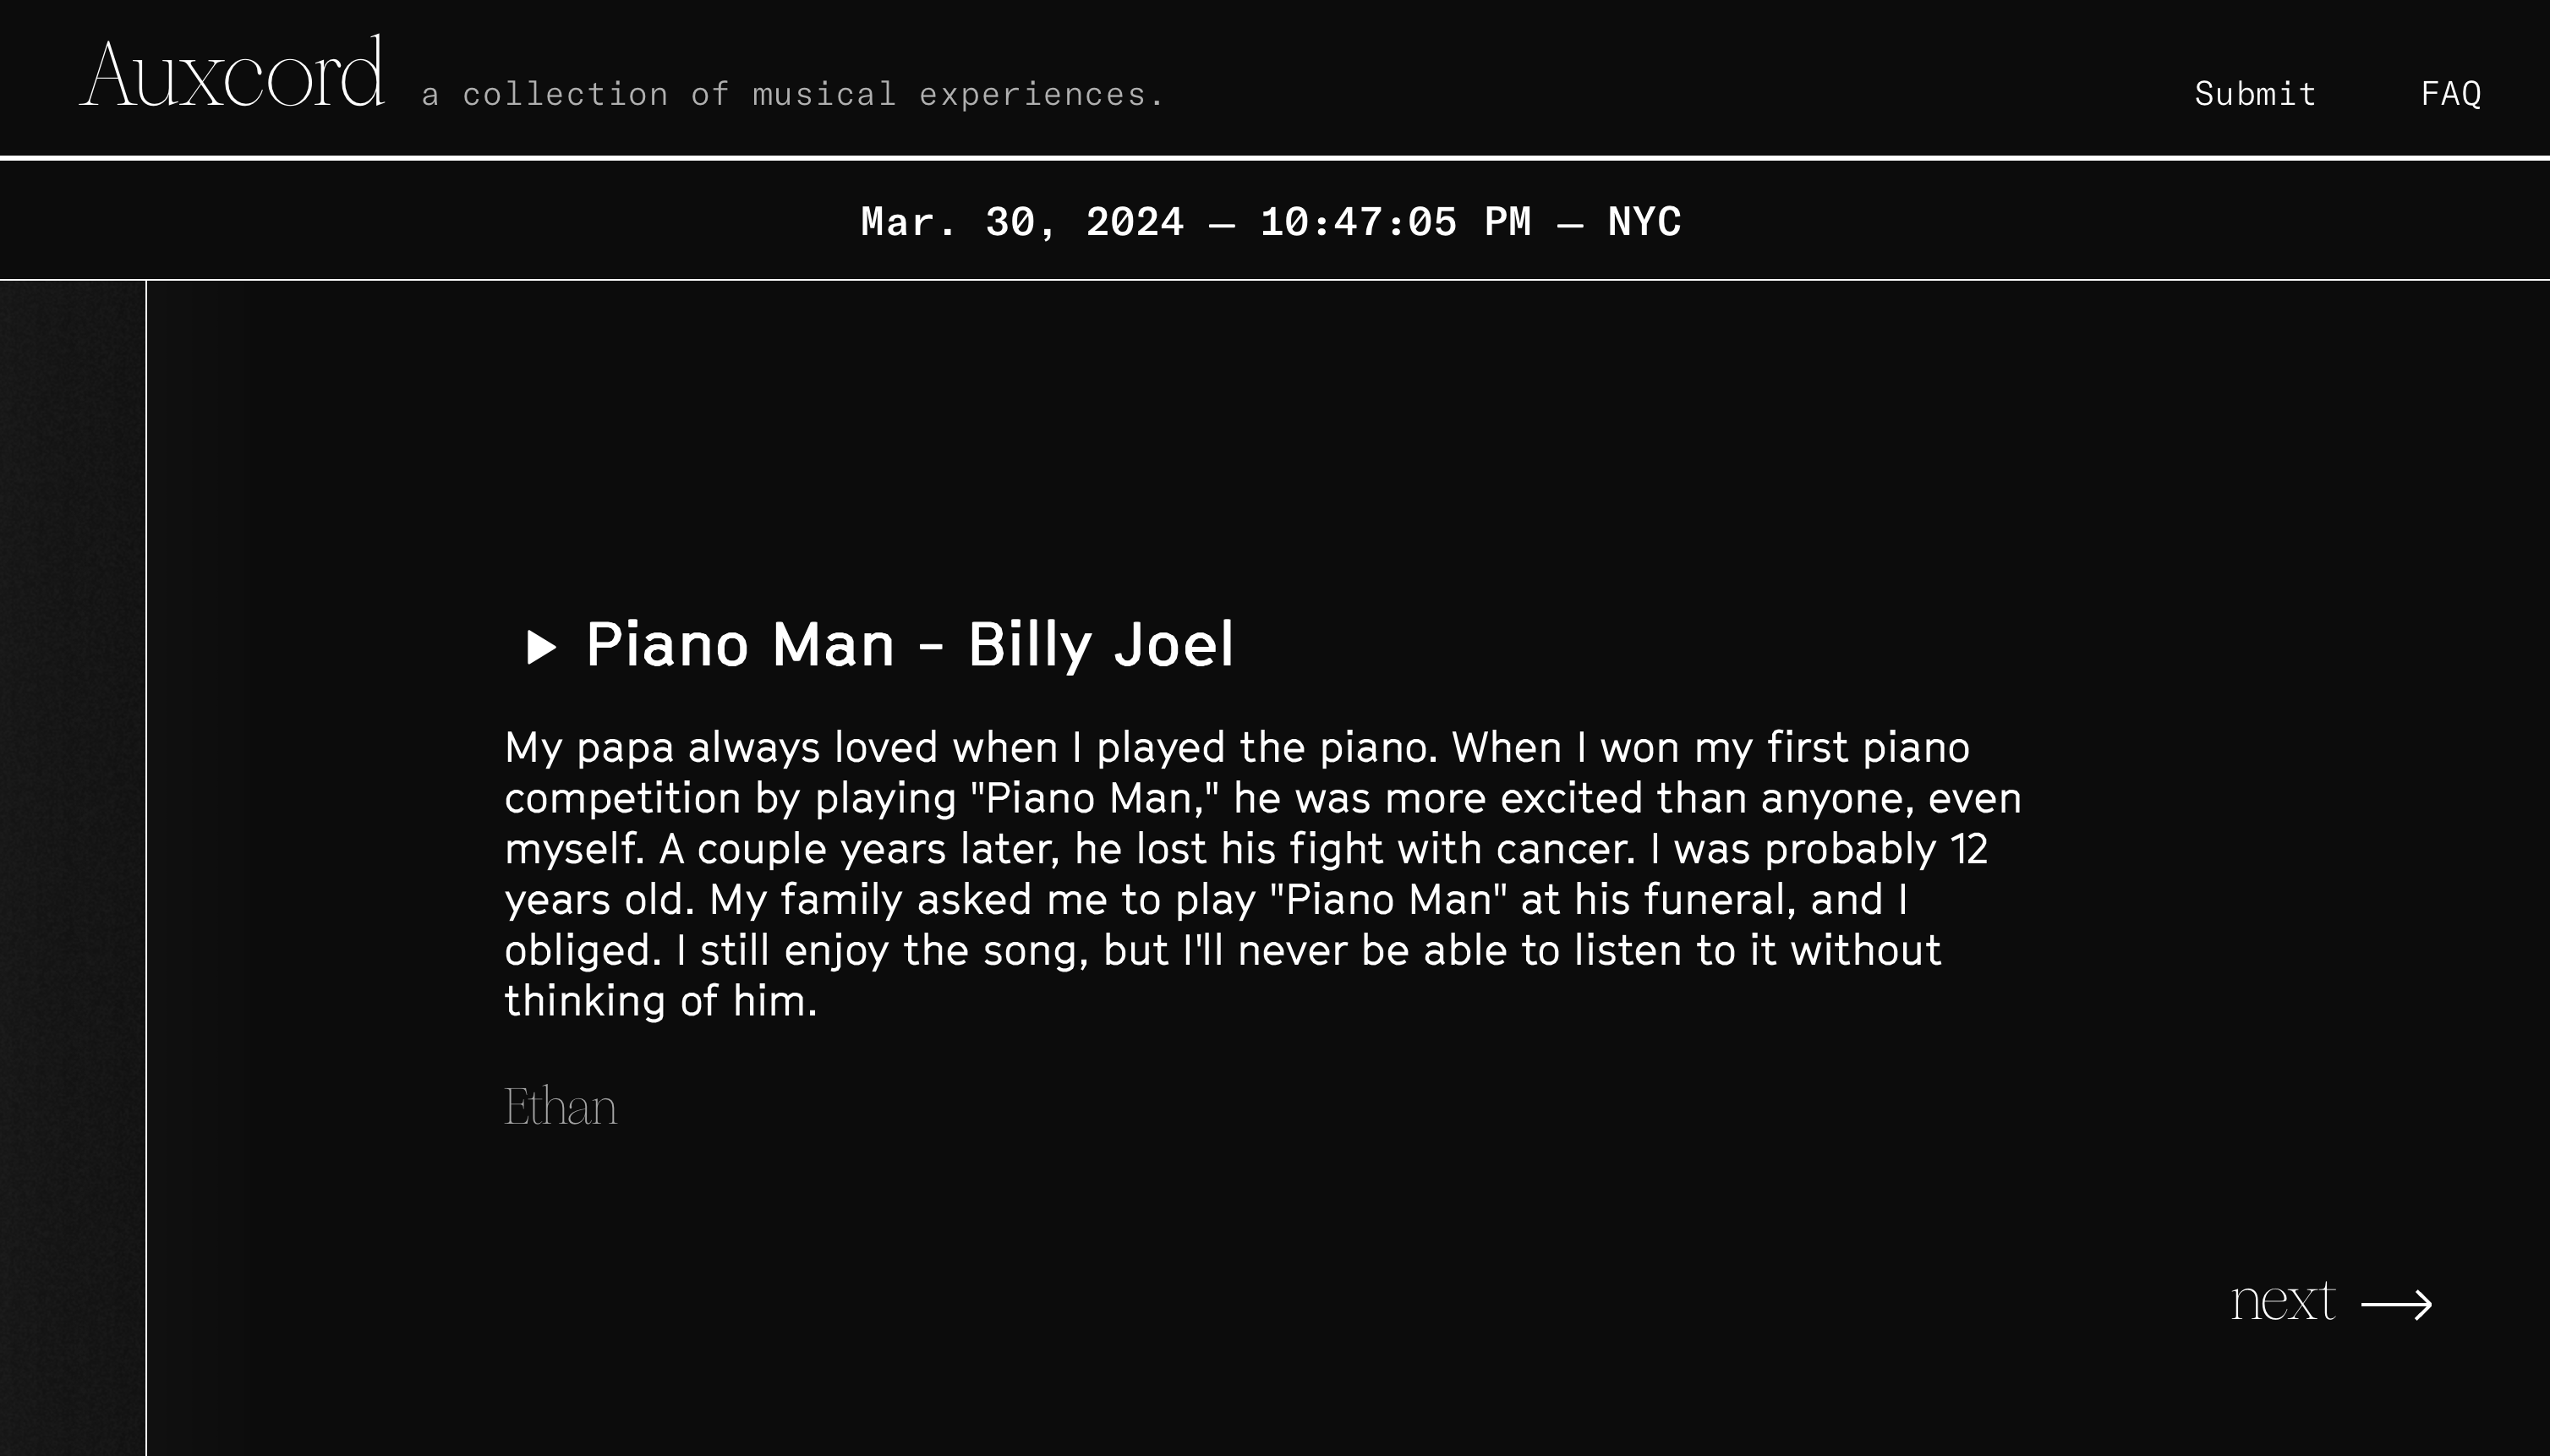 Auxcord a collection of musical experiences. Submit FAQ
Mar. 30, 2024 — 10:47:05 PM — NYC
▶ Piano Man - Billy Joel
My papa always loved when I played the piano. When I won my first piano
competition by playing "Piano Man," he was more excited than anyone, even
myself. A couple years later, he lost his fight with cancer. I was probably 12
years old. My family asked me to play "Piano Man" at his funeral, and I
obliged. I still enjoy the song, but I'll never be able to listen to it without
thinking of him.
Ethan
next →